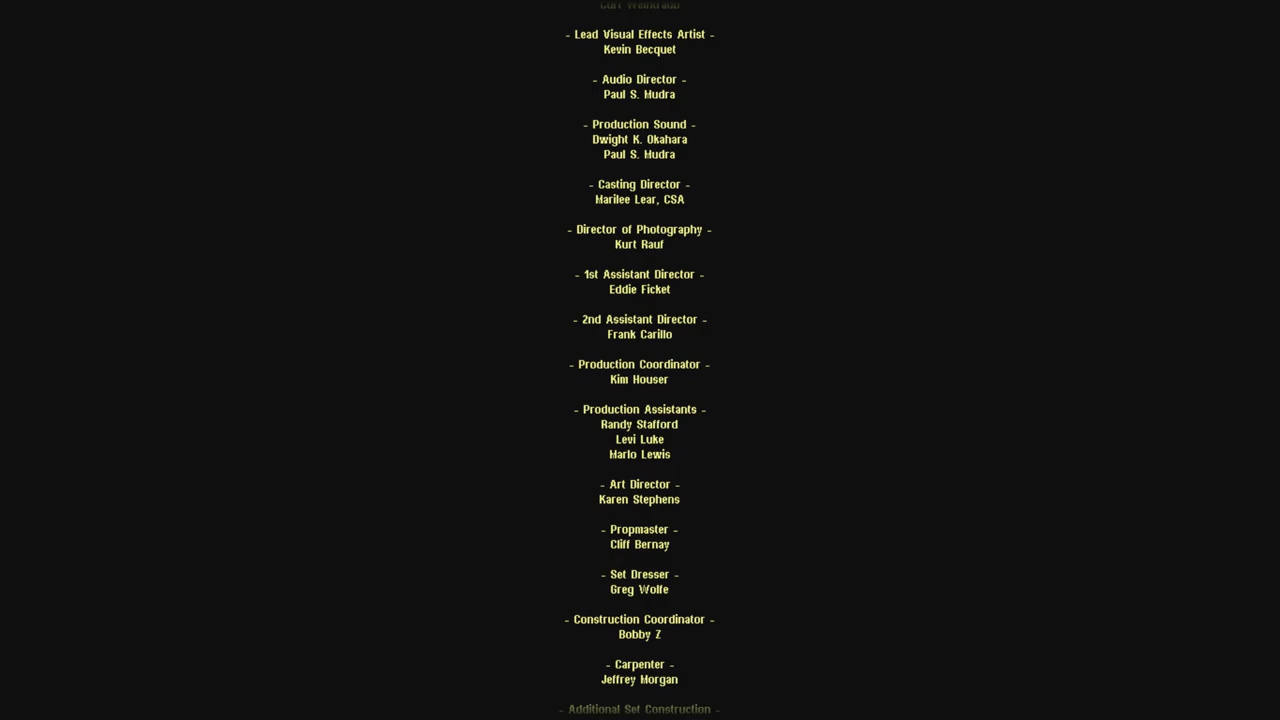 - Lead Visual Effects Artist -
Kevin Becquet
- Audio Director -
Paul S. Mudra
- Production Sound -
Dwight K. Okahara
Paul S. Mudra
- Casting Director -
Marilee Lear, CSA
- Director of Photography -
Kurt Rauf
- 1st Assistant Director -
Eddie Ficket
- 2nd Assistant Director -
Frank Carillo
- Production Coordinator -
Kim Houser
- Production Assistants -
Randy Stafford
Levi Luke
Marlo Lewis
- Art Director -
Karen Stephens
- Propmaster -
Cliff Bernay
- Set Dresser -
Greg Wolfe
- Construction Coordinator -
Bobby Z
- Carpenter -
Jeffrey Morgan
- Additional Set Construction -